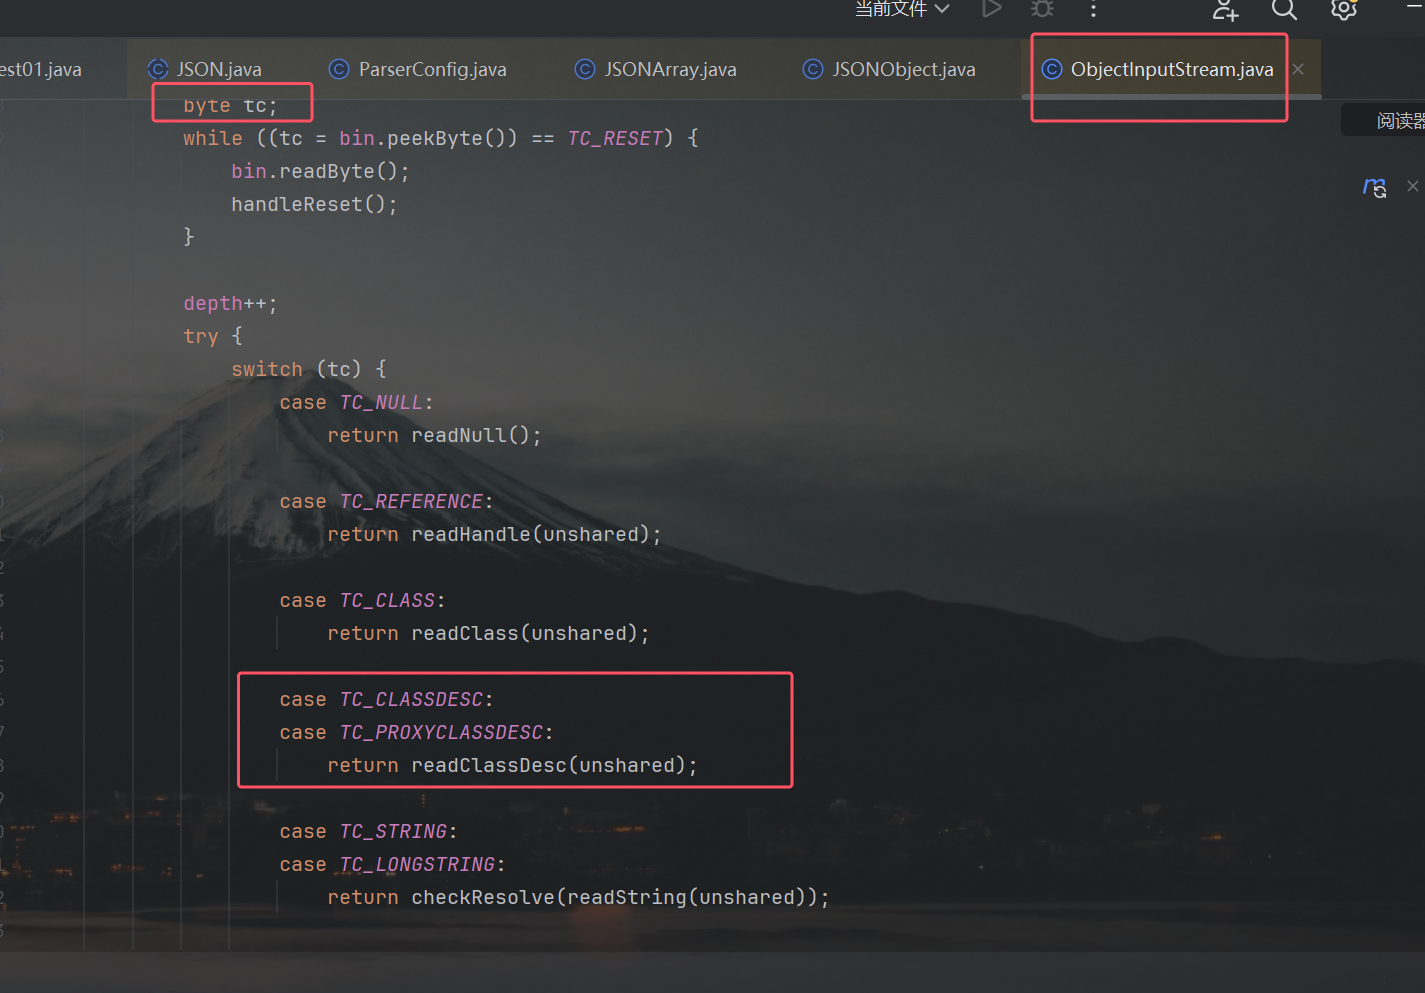 当前文件
est01.java JSON.java ParserConfig.java JSONArray.java JSONObject.java ObjectInputStream.java
byte tc;
阅读器
while ((tc = bin.peekByte()) == TC_RESET) {
bin.readByte();
handleReset();
}
depth++;
try {
switch (tc) {
case TC_NULL:
return readNull();
case TC_REFERENCE:
return readHandle(unshared);
case TC_CLASS:
return readClass(unshared);
case TC_CLASSDESC:
case TC_PROXYCLASSDESC:
return readClassDesc(unshared);
case TC_STRING:
case TC_LONGSTRING:
return checkResolve(readString(unshared));